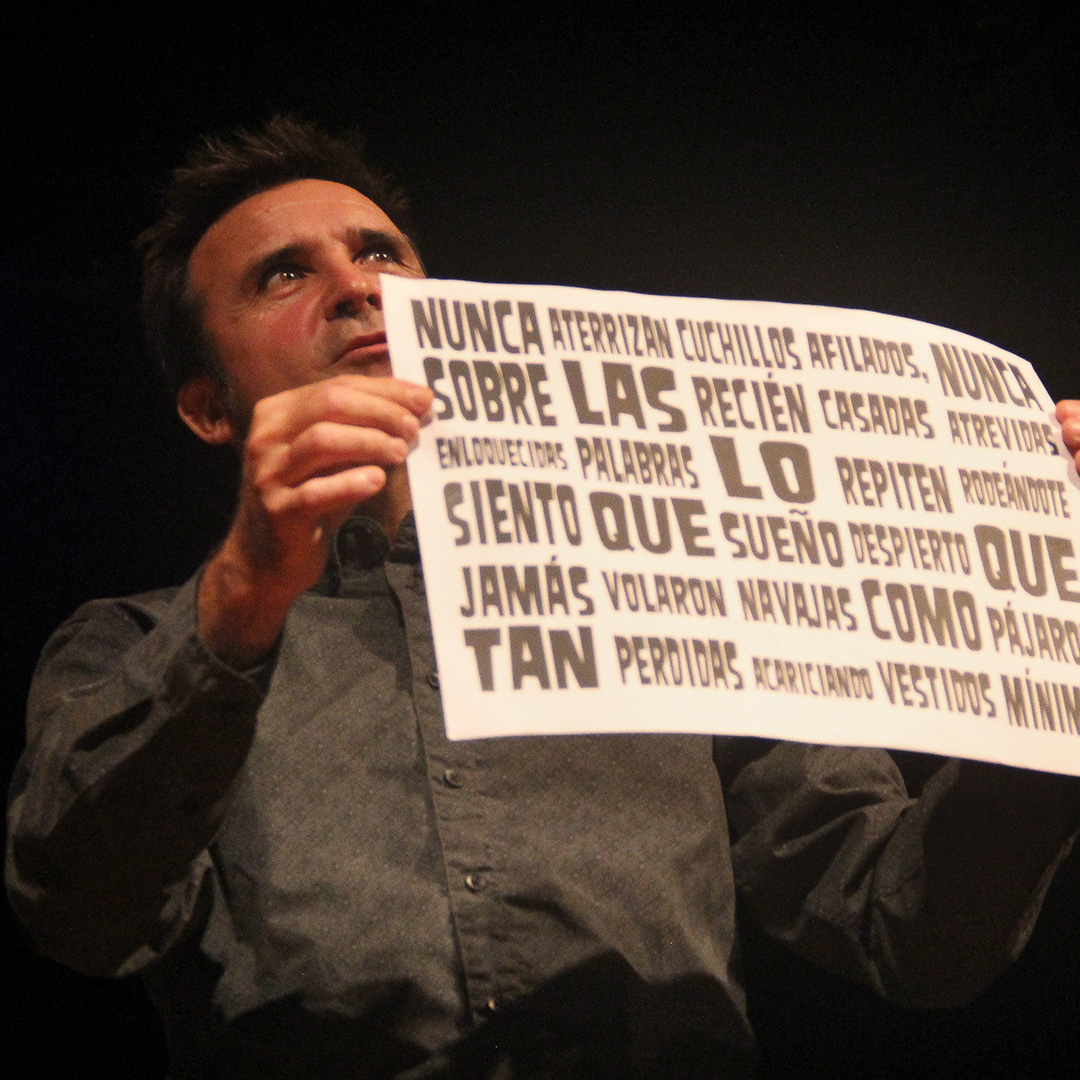 NUNCA ATERRIZAN CUCHILLOS AFILADOS, NUNCA
SOBRE LAS RECIÉN CASADAS ATREVIDAS
ENLOQUECIDAS PALABRAS LO REPITEN RODEÁNDOTE
SIENTO QUE SUEÑO DESPIERTO QUE
JAMÁS VOLARON NAVAJAS COMO
TAN PERDIDAS ACARICIANDO VESTIDOS